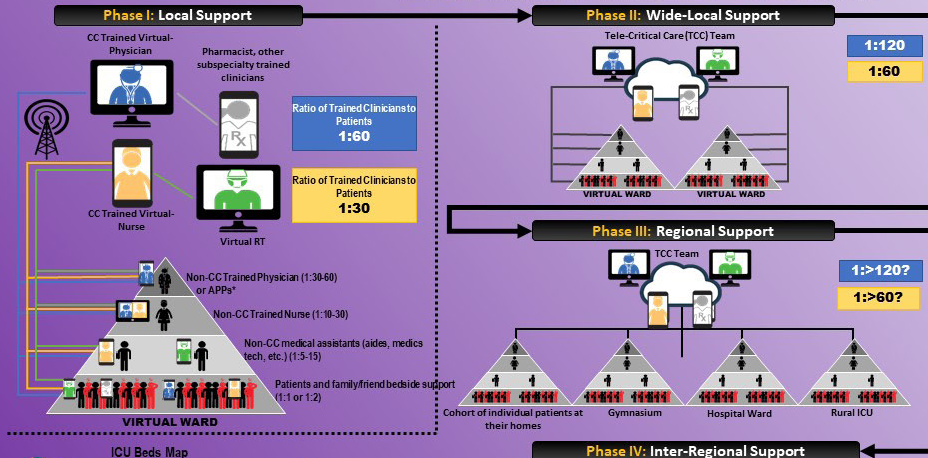 Phase I: Local Support
CC Trained Virtual-
Physician
Pharmacist, other
subspecialty trained
clinicians
Rx
Ratio of Trained Clinicians to
Patients
1:60
Ratio of Trained Clinicians to
Patients
1:30
CC Trained Virtual-
Nurse
Virtual RT
Non-CC Trained Physician (1:30-60)
or APPs*
Non-CC Trained Nurse (1:10-30)
Non-CC medical assistants (aides, medics
tech, etc.) (1:5-15)
Patients and family/friend bedside support
(1:1 or 1:2)
VIRTUAL WARD
ICU Beds Map
Phase II: Wide-Local Support
Tele-Critical Care (TCC) Team
Rx
1:120
1:60
VIRTUAL WARD
VIRTUAL WARD
Phase III: Regional Support
TCC Team
Rx
1:>120?
1:>60?
Cohort of individual patients at
their homes
Gymnasium
Hospital Ward
Rural ICU
Phase IV: Inter-Regional Support